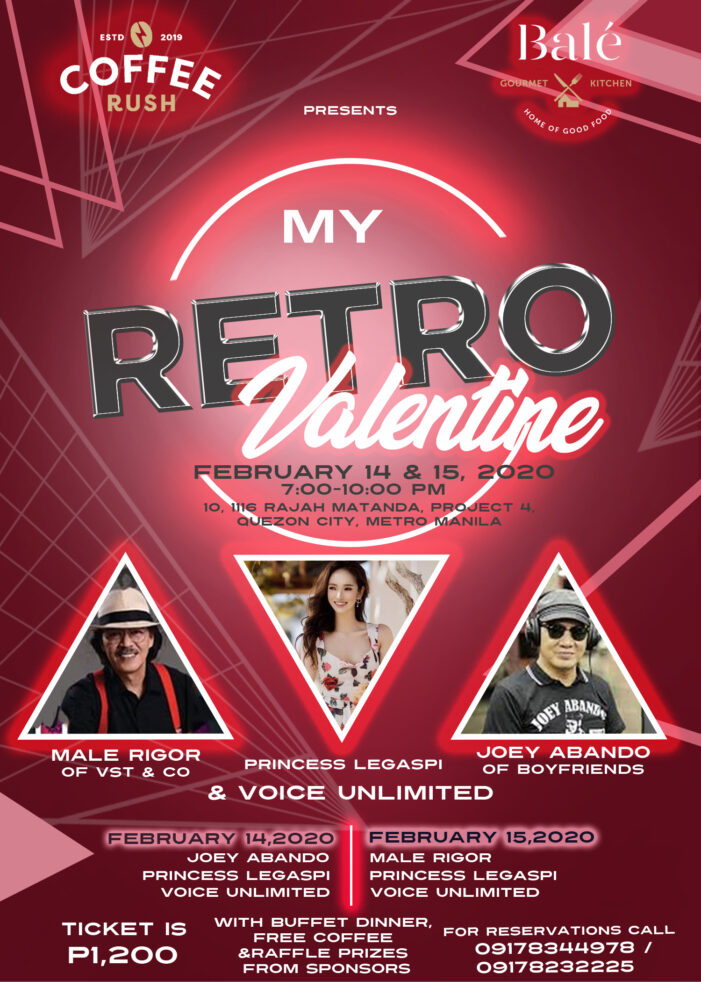 ESTD 2019
COFFEE
RUSH
Balé
GOURMET KITCHEN
HOME OF GOOD FOOD
PRESENTS
MY
RETRO
Valentine
FEBRUARY 14 & 15, 2020
7:00-10:00 PM
10, 1116 RAJAH MATANDA, PROJECT 4,
QUEZON CITY, METRO MANILA
JOEY ABANDO
MALE RIGOR
OF VST & CO
PRINCESS LEGASPI
JOEY ABANDO
OF BOYFRIENDS
& VOICE UNLIMITED
FEBRUARY 14,2020
JOEY ABANDO
PRINCESS LEGASPI
VOICE UNLIMITED
FEBRUARY 15,2020
MALE RIGOR
PRINCESS LEGASPI
VOICE UNLIMITED
TICKET IS
P1,200
WITH BUFFET DINNER,
FREE COFFEE
&RAFFLE PRIZES
FROM SPONSORS
FOR RESERVATIONS CALL
09178344978 /
09178232225